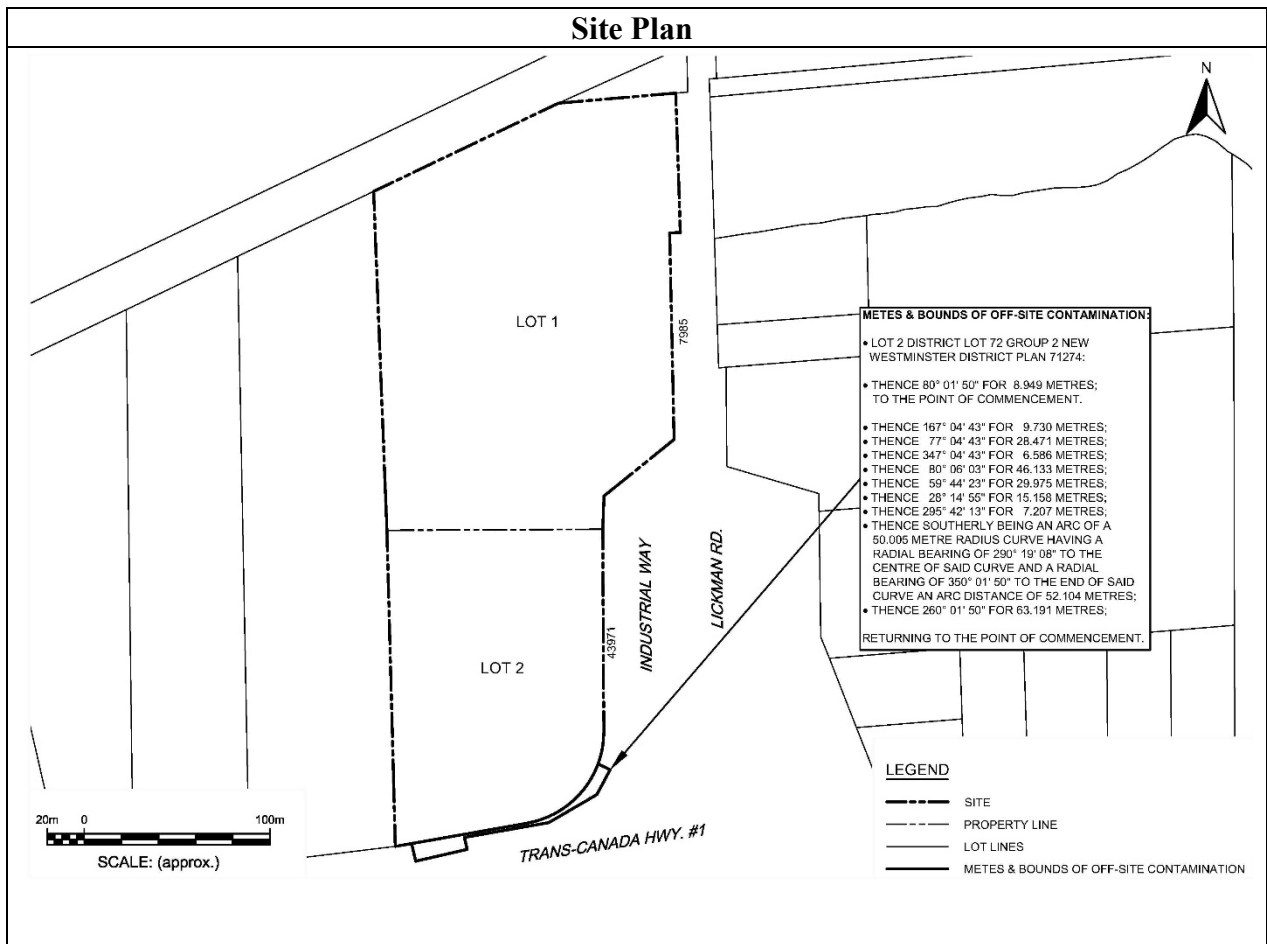 Site Plan
N
LOT 1
7985
METES & BOUNDS OF OFF-SITE CONTAMINATION:
• LOT 2 DISTRICT LOT 72 GROUP 2 NEW
WESTMINSTER DISTRICT PLAN 71274:
• THENCE 80° 01' 50" FOR 8.949 METRES;
TO THE POINT OF COMMENCEMENT.
• THENCE 167° 04' 43" FOR 9.730 METRES;
• THENCE 77° 04' 43" FOR 28.471 METRES;
• THENCE 347° 04' 43" FOR 6.586 METRES;
• THENCE 80° 06' 03" FOR 46.133 METRES;
• THENCE 59° 44' 23" FOR 29.975 METRES;
• THENCE 28° 14' 55" FOR 15.158 METRES;
• THENCE 295° 42' 13" FOR 7.207 METRES;
• THENCE SOUTHERLY BEING AN ARC OF A
50.005 METRE RADIUS CURVE HAVING A
RADIAL BEARING OF 290° 19' 08" TO THE
CENTRE OF SAID CURVE AND A RADIAL
BEARING OF 350° 01' 50" TO THE END OF SAID
CURVE AN ARC DISTANCE OF 52.104 METRES;
• THENCE 260° 01' 50" FOR 63.191 METRES;
RETURNING TO THE POINT OF COMMENCEMENT.
LOT 2
43971
INDUSTRIAL WAY
LICKMAN RD.
TRANS-CANADA HWY. #1
20m 0 100m
SCALE: (approx.)
LEGEND
SITE
PROPERTY LINE
LOT LINES
METES & BOUNDS OF OFF-SITE CONTAMINATION